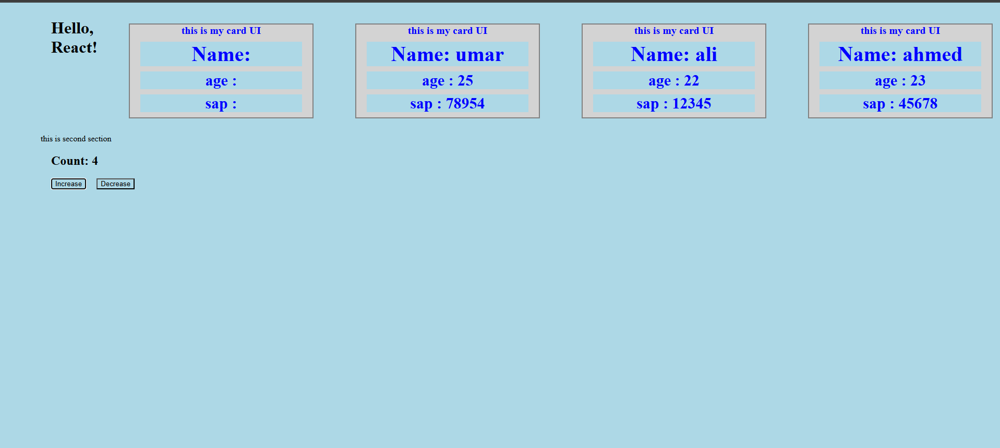 Hello,
React!
this is my card UI
Name:
age :
sap :
this is my card UI
Name: umar
age : 25
sap : 78954
this is my card UI
Name: ali
age : 22
sap : 12345
this is my card UI
Name: ahmed
age : 23
sap : 45678
this is second section
Count: 4
Increase
Decrease